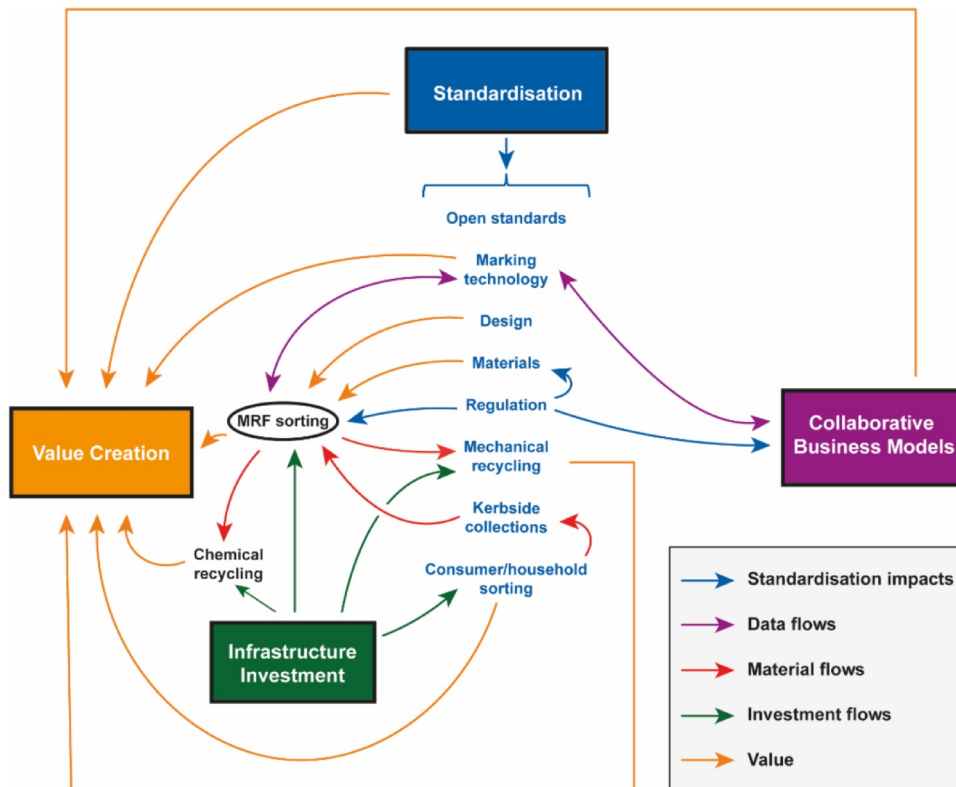 Standardisation
Open standards
Marking
technology
Design
Materials
Regulation
MRF sorting
Value Creation
Collaborative
Business Models
Mechanical
recycling
Kerbside
collections
Chemical
recycling
Consumer/household
sorting
Infrastructure
Investment
Standardisation impacts
Data flows
Material flows
Investment flows
Value